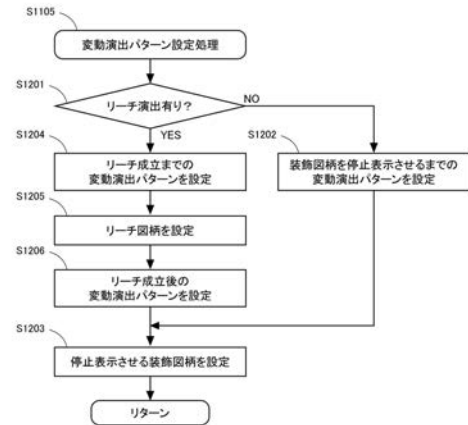 S1105
変動演出パターン設定処理
S1201
リーチ演出有り?
NO
YES
S1204
リーチ成立までの
変動演出パターンを設定
S1202
装飾図柄を停止表示させるまでの
変動演出パターンを設定
S1205
リーチ図柄を設定
S1206
リーチ成立後の
変動演出パターンを設定
S1203
停止表示させる装飾図柄を設定
リターン